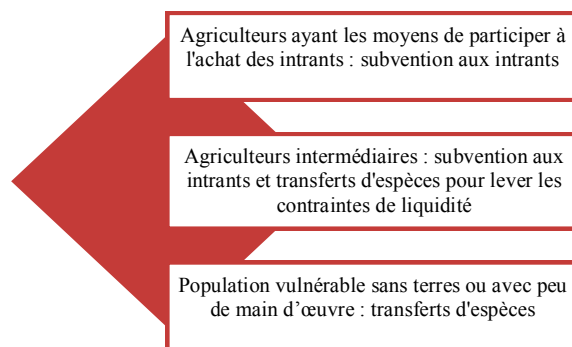 Agriculteurs ayant les moyens de participer à
l'achat des intrants : subvention aux intrants
Agriculteurs intermédiaires : subvention aux
intrants et transferts d'espèces pour lever les
contraintes de liquidité
Population vulnérable sans terres ou avec peu
de main d’œuvre : transferts d'espèces